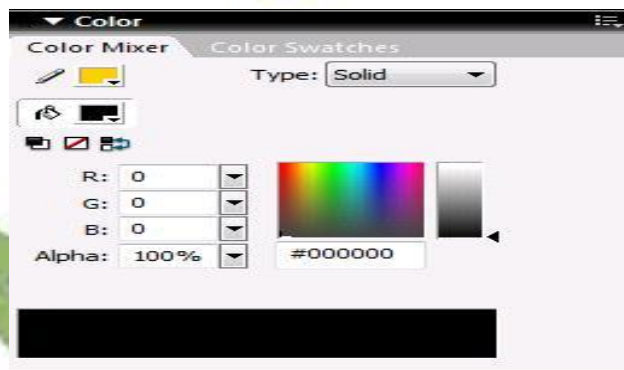 Color
Color Mixer Color Swatches
Type: Solid
R: 0
G: 0
B: 0
Alpha: 100% #000000